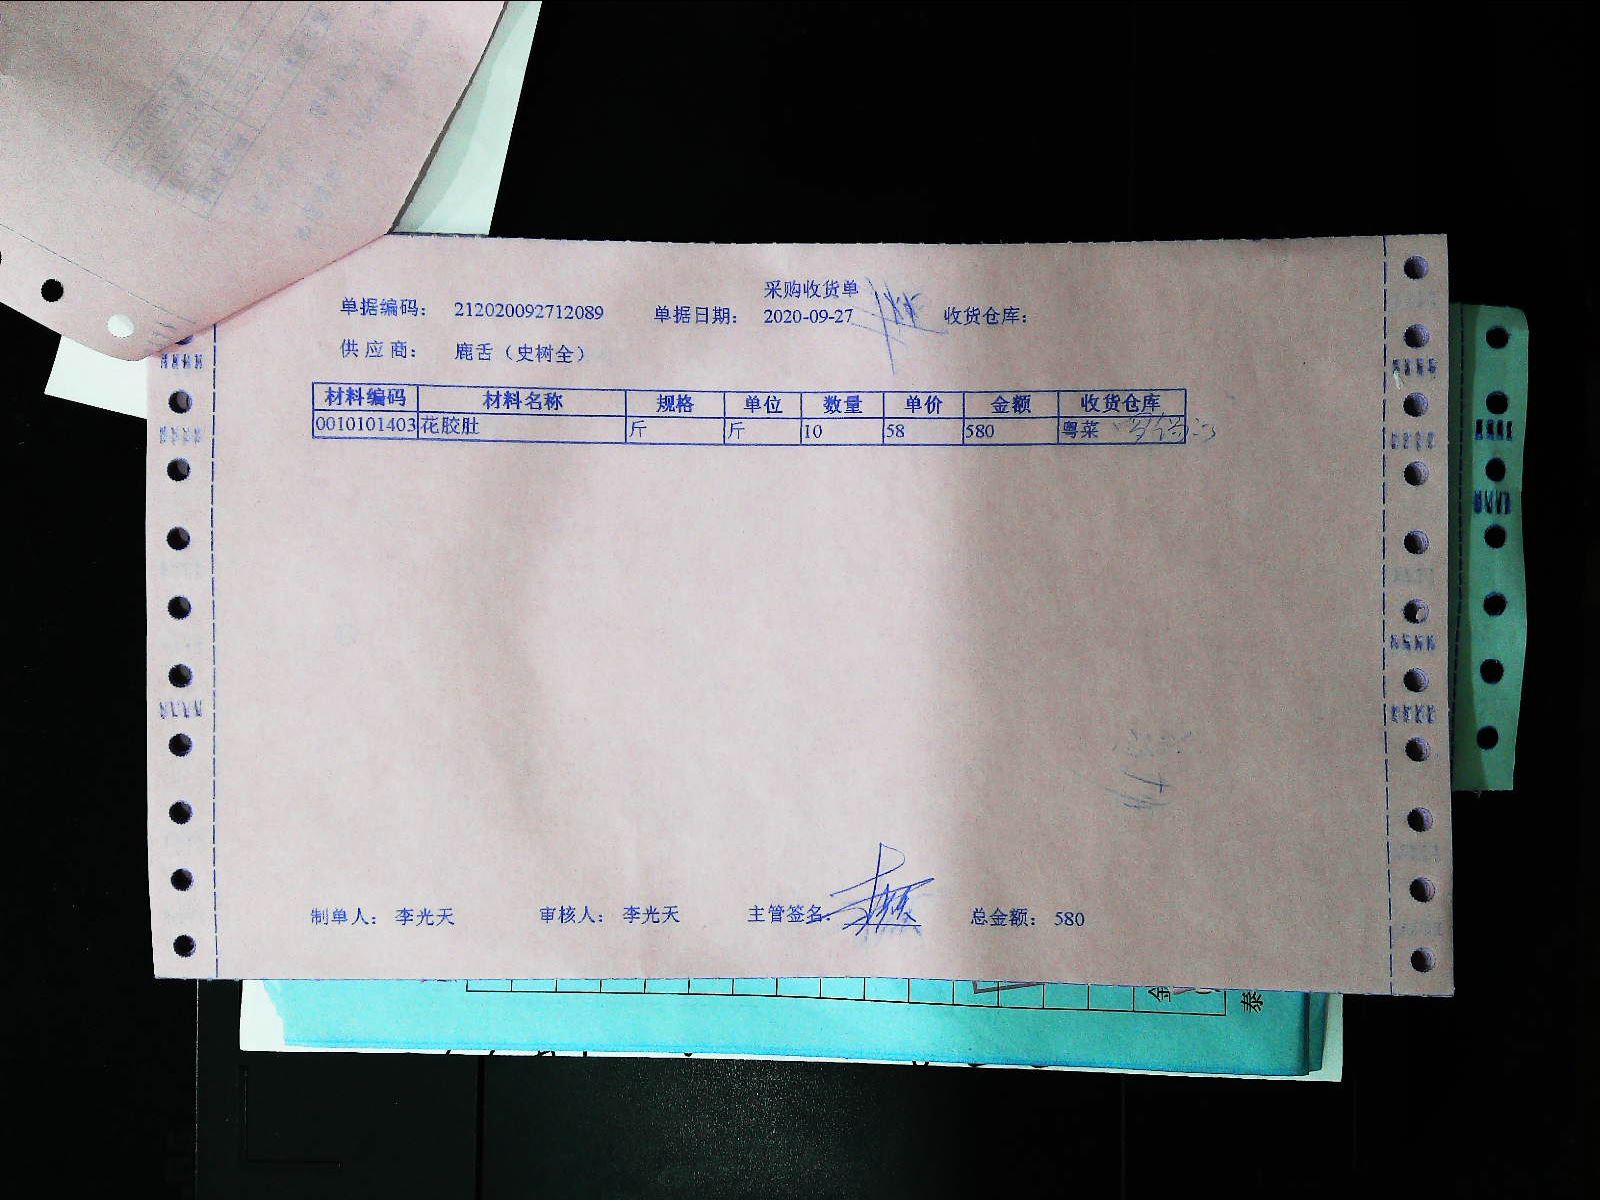 采购收货单
单据编码: 212020092712089 单据日期: 2020-09-27 收货仓库:
供应商: 鹿舌（史树全）
材料编码 材料名称 规格 单位 数量 单价 金额 收货仓库
0010101403 花胶肚 斤 斤 10 58 580 粤菜
制单人: 李光天 审核人: 李光天 主管签名: 总金额: 580
金
泰